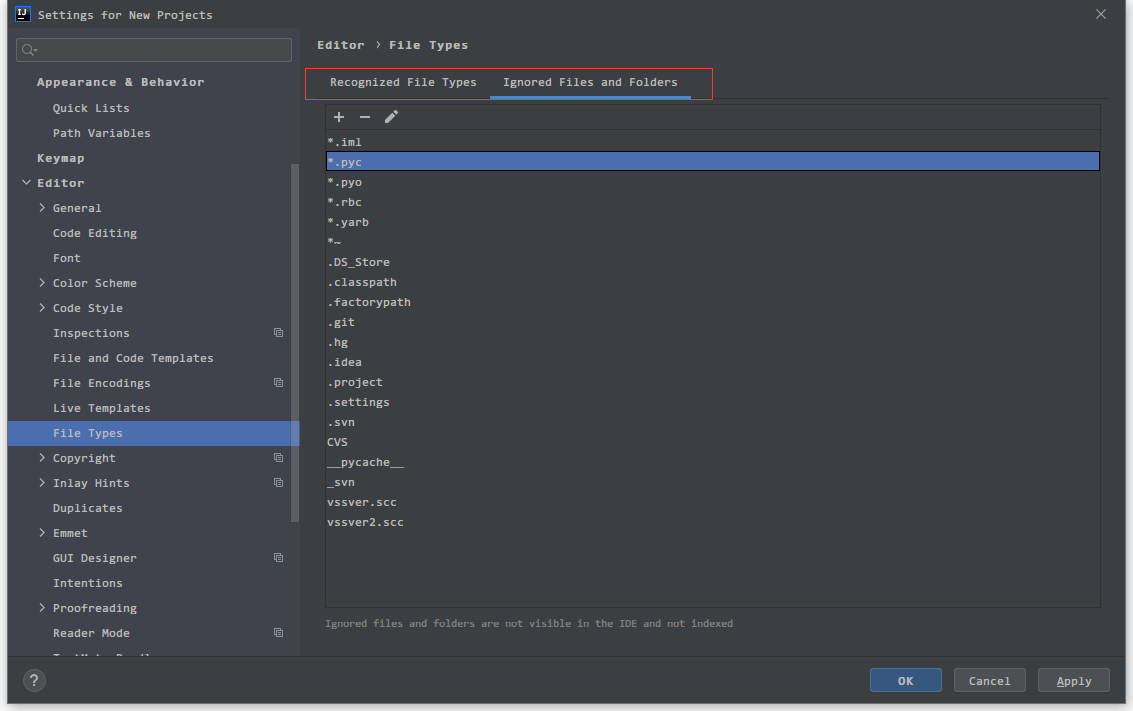 Settings for New Projects
Appearance & Behavior
Quick Lists
Path Variables
Keymap
Editor
General
Code Editing
Font
Color Scheme
Code Style
Inspections
File and Code Templates
File Encodings
Live Templates
File Types
Copyright
Inlay Hints
Duplicates
Emmet
GUI Designer
Intentions
Proofreading
Reader Mode
Editor › File Types
Recognized File Types
Ignored Files and Folders
*.iml
*.pyc
*.pyo
*.rbc
*.yarb
*~
.DS_Store
.classpath
.factorypath
.git
.hg
.idea
.project
.settings
.svn
CVS
__pycache__
_svn
vssver.scc
vssver2.scc
Ignored files and folders are not visible in the IDE and not indexed
?
OK
Cancel
Apply